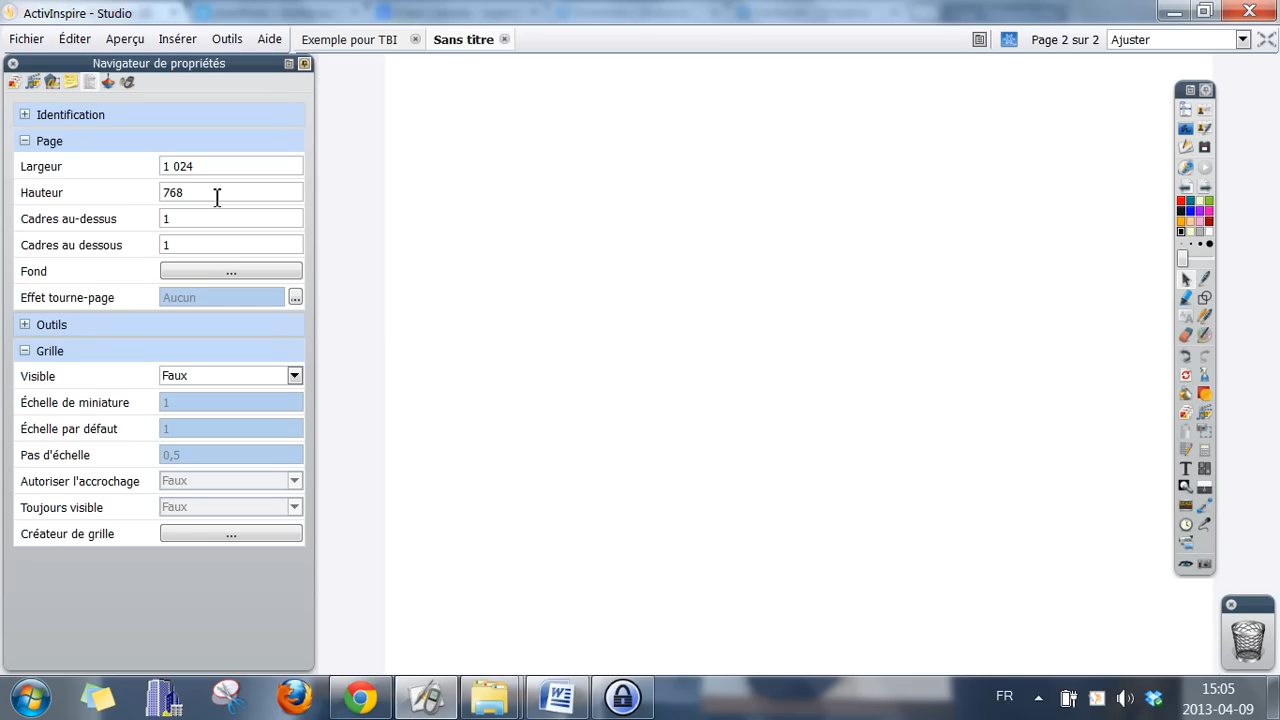 ActivInspire - Studio
Fichier Éditer Aperçu Insérer Outils Aide Exemple pour TBI Sans titre Page 2 sur 2 Ajuster
Navigateur de propriétés
Identification
Page
Largeur 1 024
Hauteur 768
Cadres au-dessus 1
Cadres au dessous 1
Fond ...
Effet tourne-page Aucun ...
Outils
Grille
Visible Faux
Échelle de miniature 1
Échelle par défaut 1
Pas d'échelle 0,5
Autoriser l'accrochage Faux
Toujours visible Faux
Créateur de grille ...
FR 15:05
2013-04-09